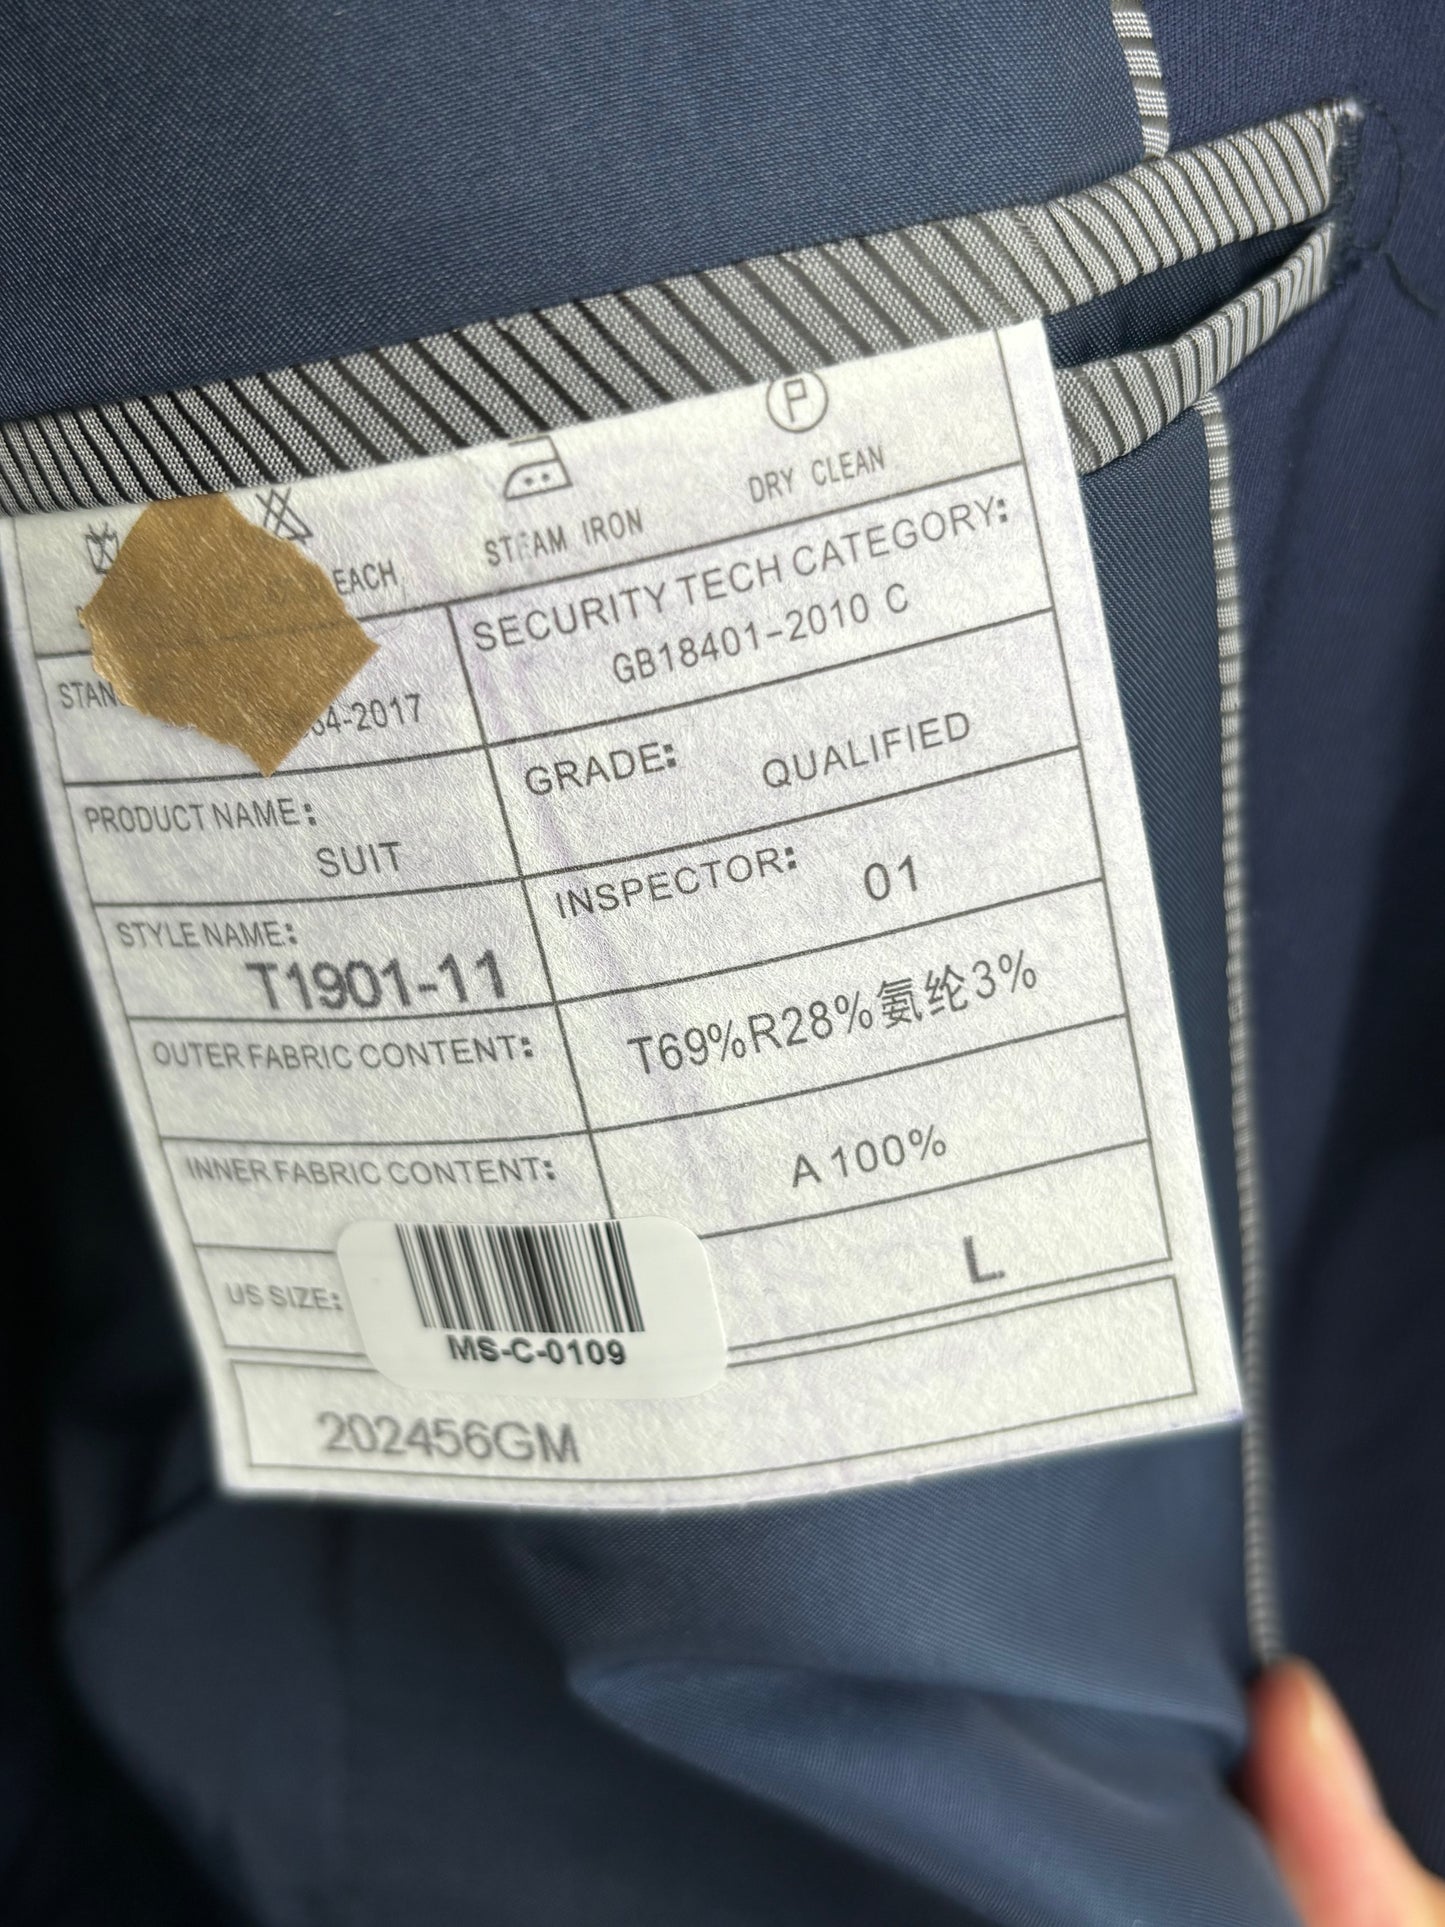 P
EACH
STEAM IRON
DRY CLEAN
SECURITY TECH CATEGORY:
GB18401-2010 C
-2017
PRODUCT NAME:
SUIT
GRADE:
QUALIFIED
STYLE NAME:
T1901-11
INSPECTOR: 01
OUTER FABRIC CONTENT:
T69%R28%氨纶3%
INNER FABRIC CONTENT:
A 100%
US SIZE:
L
MS-C-0109
202456GM